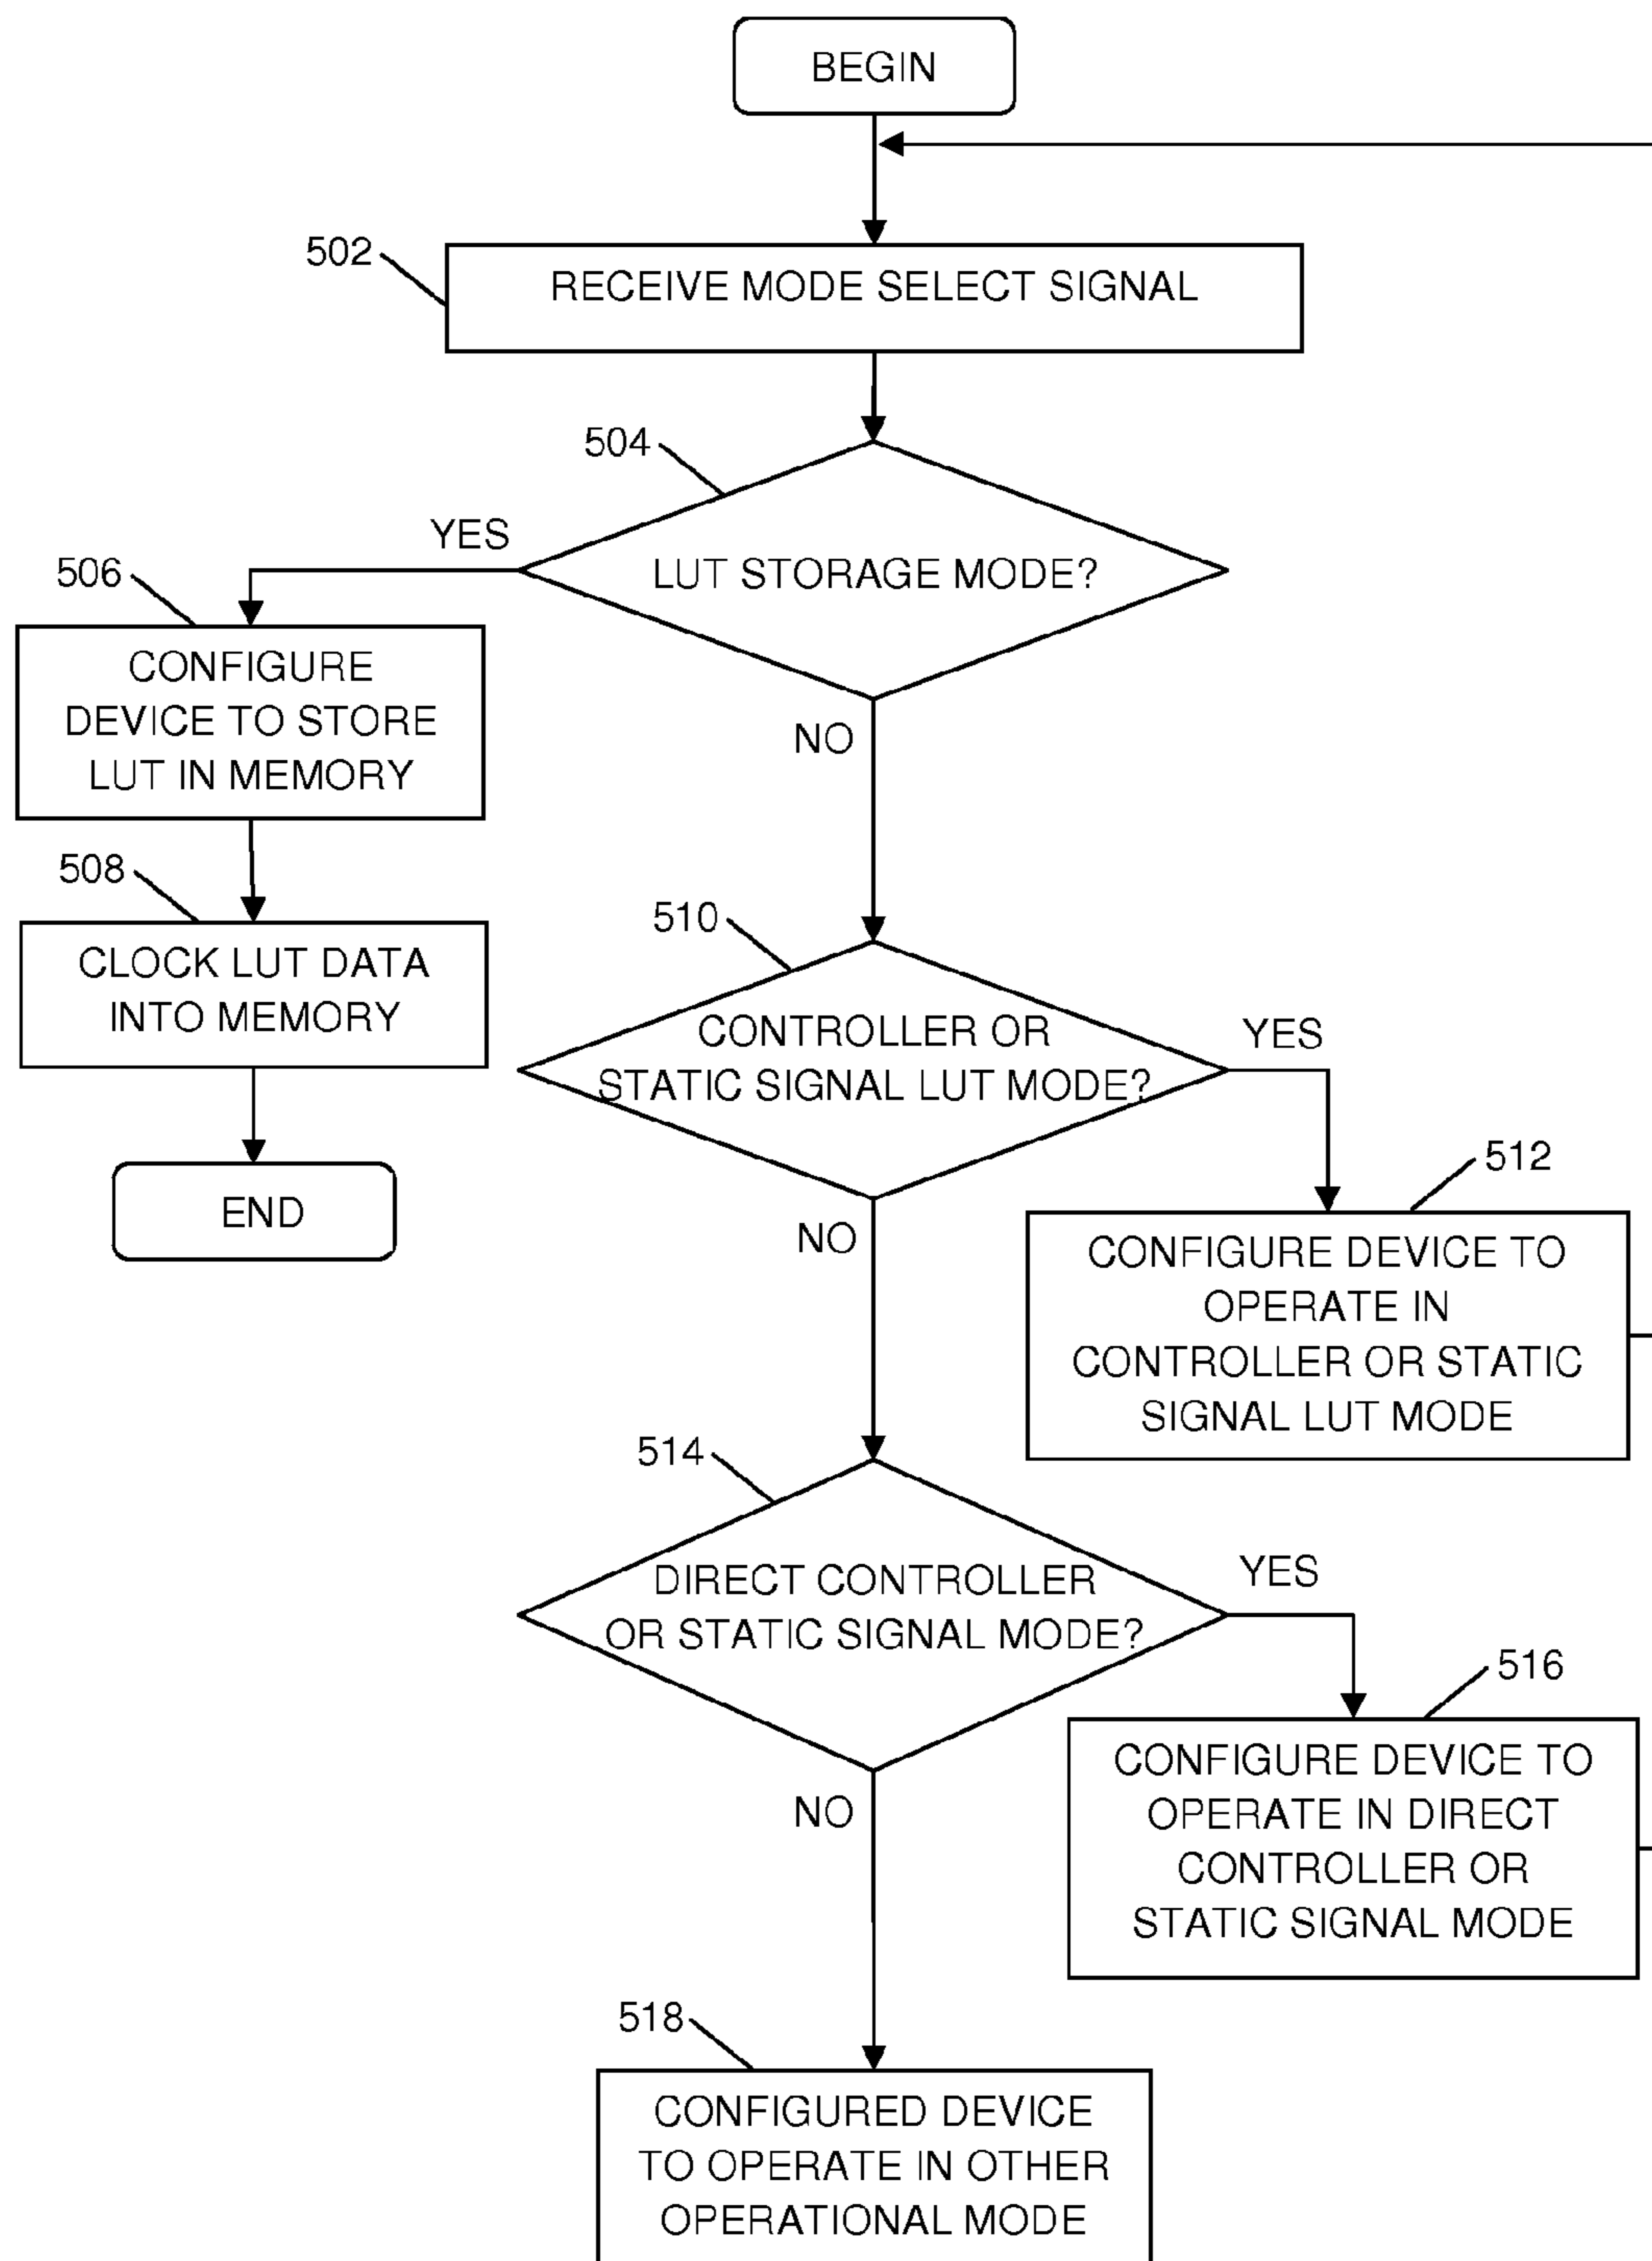 BEGIN
502
RECEIVE MODE SELECT SIGNAL
504
YES
LUT STORAGE MODE?
506
CONFIGURE
DEVICE TO STORE
LUT IN MEMORY
NO
508
CLOCK LUT DATA
INTO MEMORY
END
510
CONTROLLER OR
STATIC SIGNAL LUT MODE?
YES
NO
512
CONFIGURE DEVICE TO
OPERATE IN
CONTROLLER OR STATIC
SIGNAL LUT MODE
514
DIRECT CONTROLLER
OR STATIC SIGNAL MODE?
YES
NO
516
CONFIGURE DEVICE TO
OPERATE IN DIRECT
CONTROLLER OR
STATIC SIGNAL MODE
518
CONFIGURED DEVICE
TO OPERATE IN OTHER
OPERATIONAL MODE